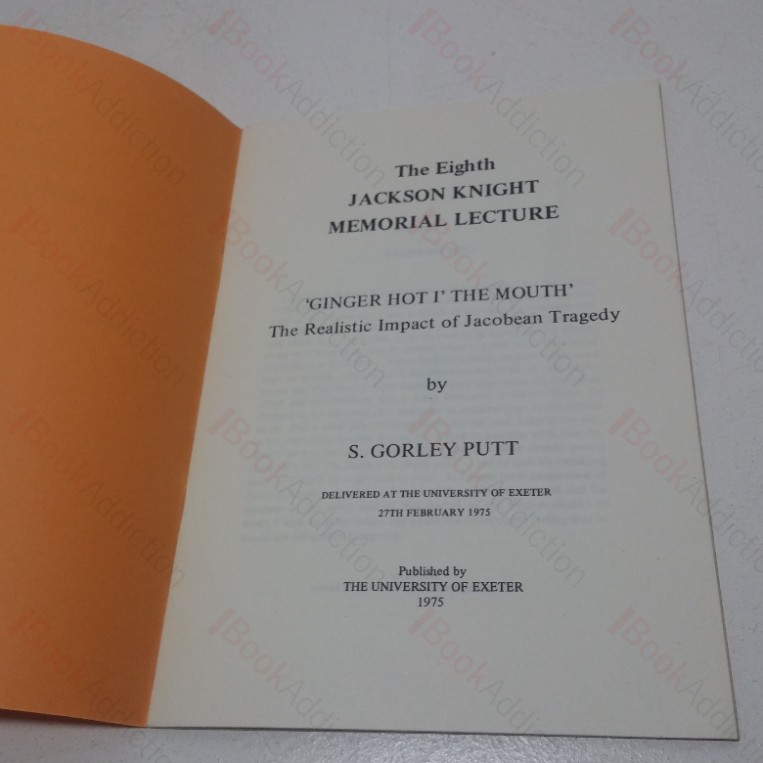 The Eighth
JACKSON KNIGHT
MEMORIAL LECTURE
'GINGER HOT I' THE MOUTH'
The Realistic Impact of Jacobean Tragedy
by
S. GORLEY PUTT
DELIVERED AT THE UNIVERSITY OF EXETER
27TH FEBRUARY 1975
Published by
THE UNIVERSITY OF EXETER
1975
BookAddiction